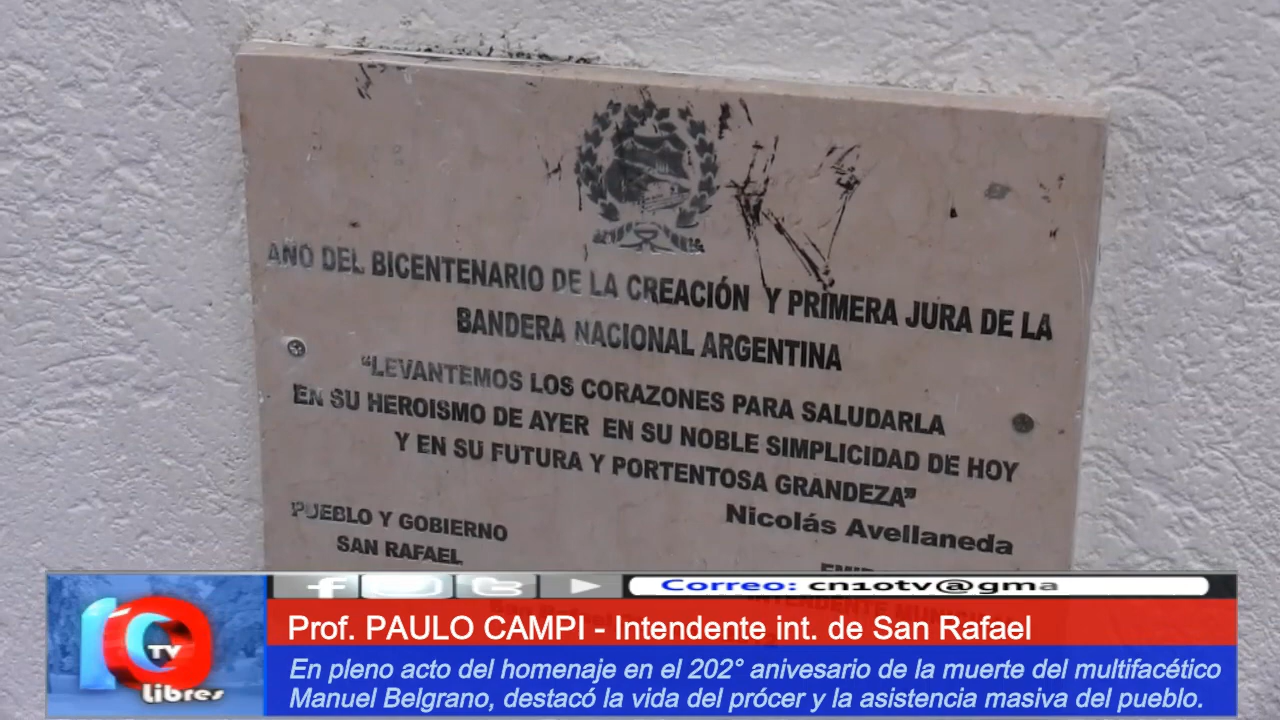 AÑO DEL BICENTENARIO DE LA CREACIÓN Y PRIMERA JURA DE LA
BANDERA NACIONAL ARGENTINA
“LEVANTEMOS LOS CORAZONES PARA SALUDARLA
EN SU HEROISMO DE AYER EN SU NOBLE SIMPLICIDAD DE HOY
Y EN SU FUTURA Y PORTENTOSA GRANDEZA”
Nicolás Avellaneda
PUEBLO Y GOBIERNO
SAN RAFAEL
Correo: cn10tv@gma
10
TV
libres
Prof. PAULO CAMPI - Intendente int. de San Rafael
En pleno acto del homenaje en el 202° anivesario de la muerte del multifacético
Manuel Belgrano, destacó la vida del prócer y la asistencia masiva del pueblo.